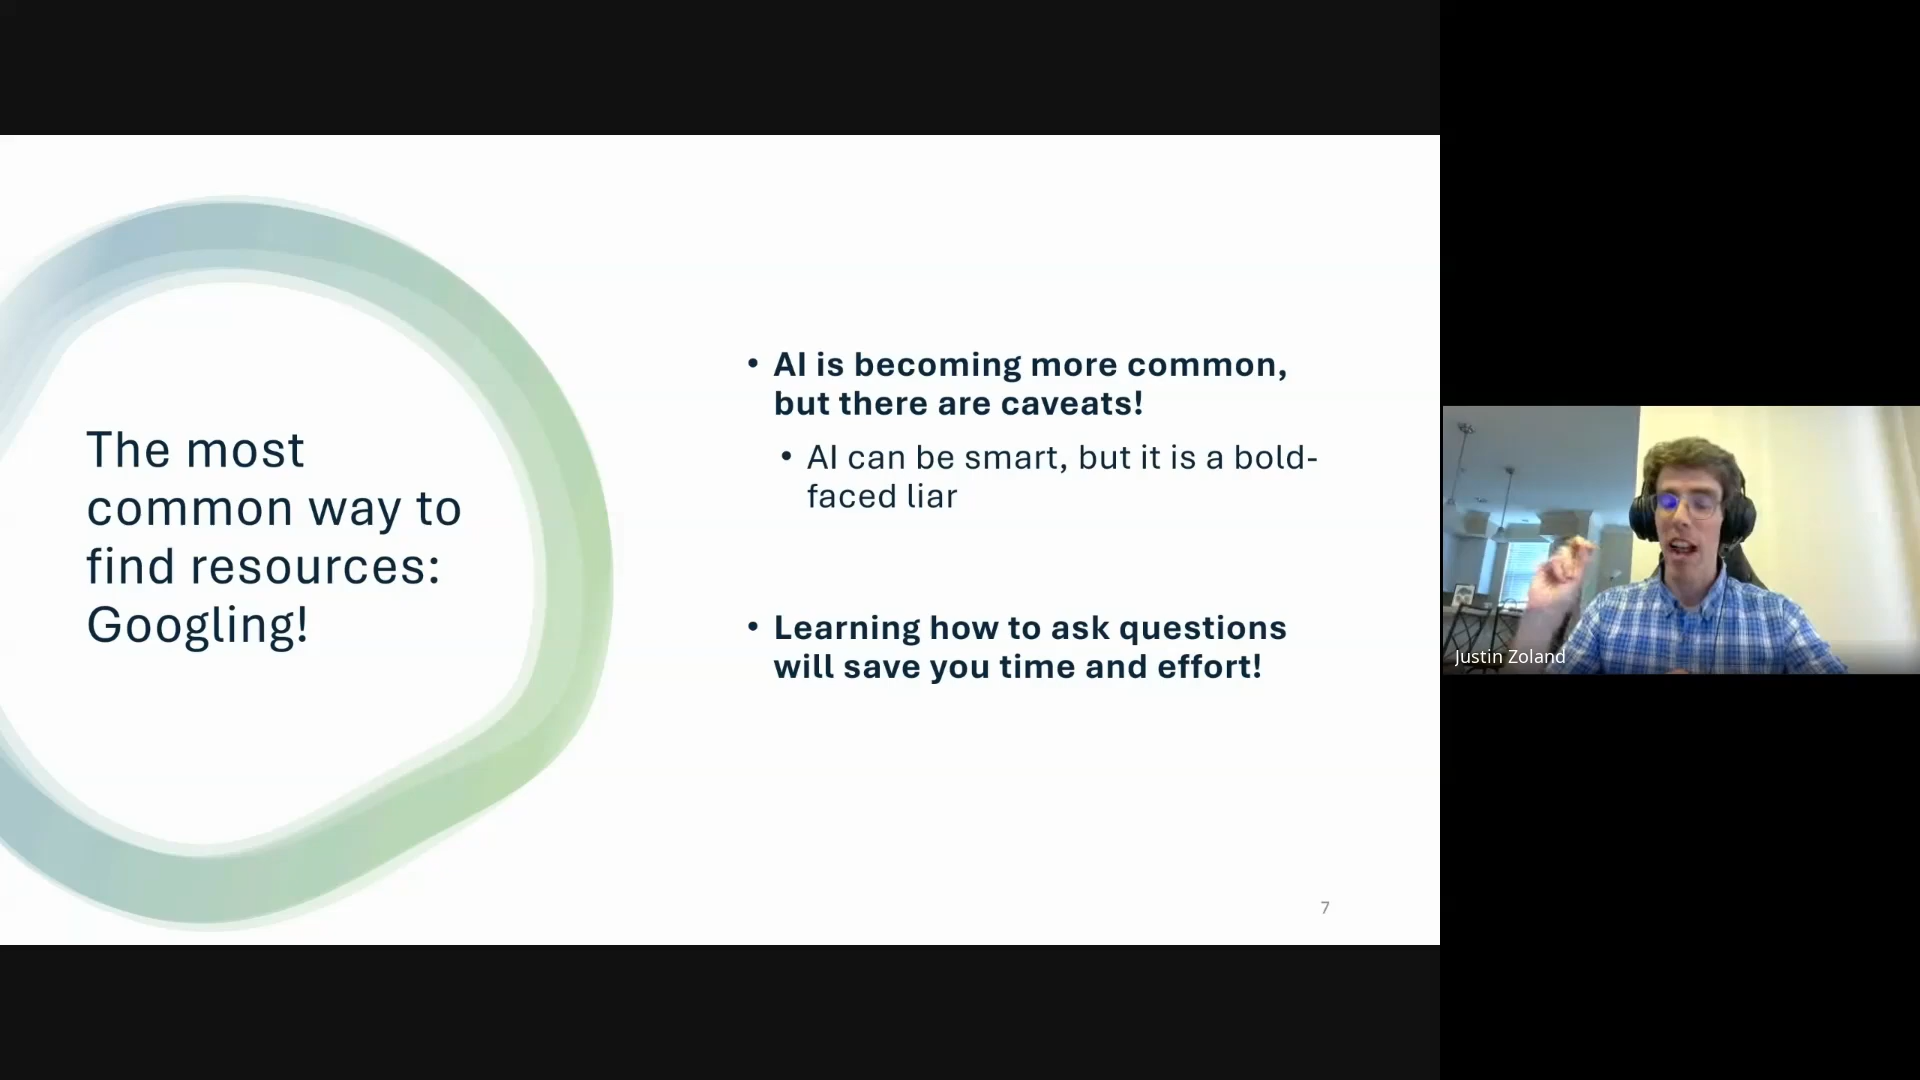 The most
common way to
find resources:
Googling!
• AI is becoming more common,
but there are caveats!
• AI can be smart, but it is a bold-
faced liar
• Learning how to ask questions
will save you time and effort!
7
Justin Zoland